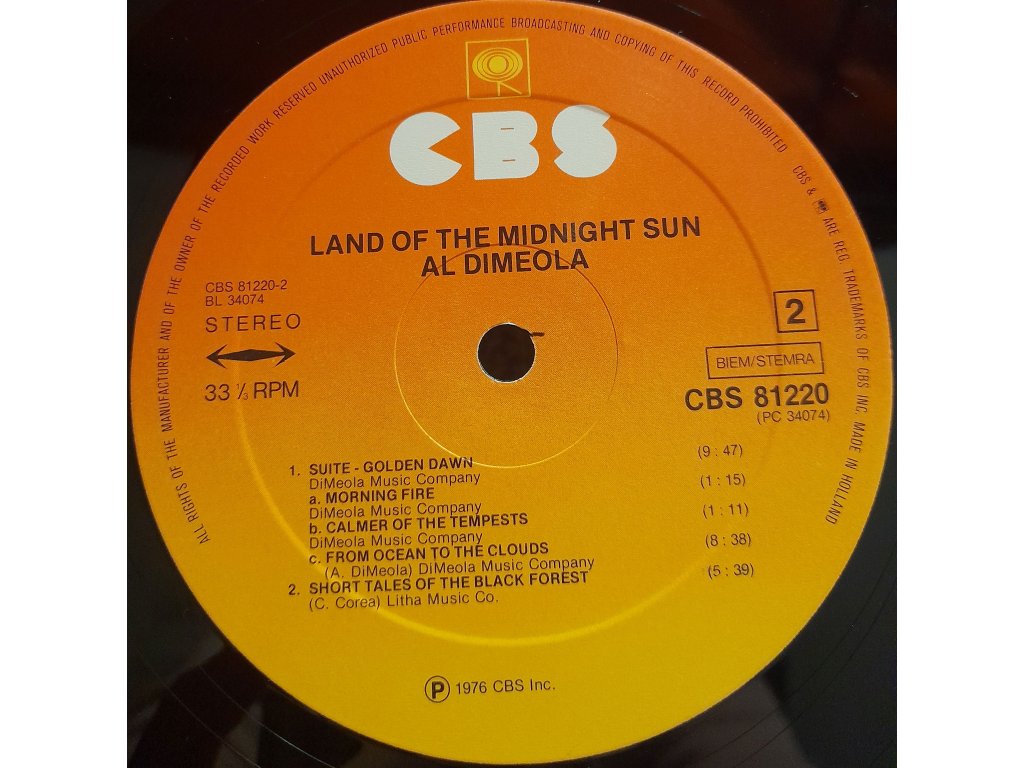 ALL RIGHTS OF THE MANUFACTURER AND OF THE OWNER OF THE RECORDED WORK RESERVED UNAUTHORIZED PUBLIC PERFORMANCE BROADCASTING AND COPYING OF THIS RECORD PROHIBITED
CBS & ARE REG. TRADEMARKS OF CBS INC. MADE IN HOLLAND
CBS
LAND OF THE MIDNIGHT SUN
AL DIMEOLA
CBS 81220-2
BL 34074
STEREO
33 ⅓ RPM
2
BIEM/STEMRA
CBS 81220
(PC 34074)
1. SUITE - GOLDEN DAWN (9 : 47)
DiMeola Music Company
a. MORNING FIRE (1 : 15)
DiMeola Music Company
b. CALMER OF THE TEMPESTS (1 : 11)
DiMeola Music Company
c. FROM OCEAN TO THE CLOUDS (8 : 38)
(A. DiMeola) DiMeola Music Company
2. SHORT TALES OF THE BLACK FOREST (5 : 39)
(C. Corea) Litha Music Co.
℗ 1976 CBS Inc.